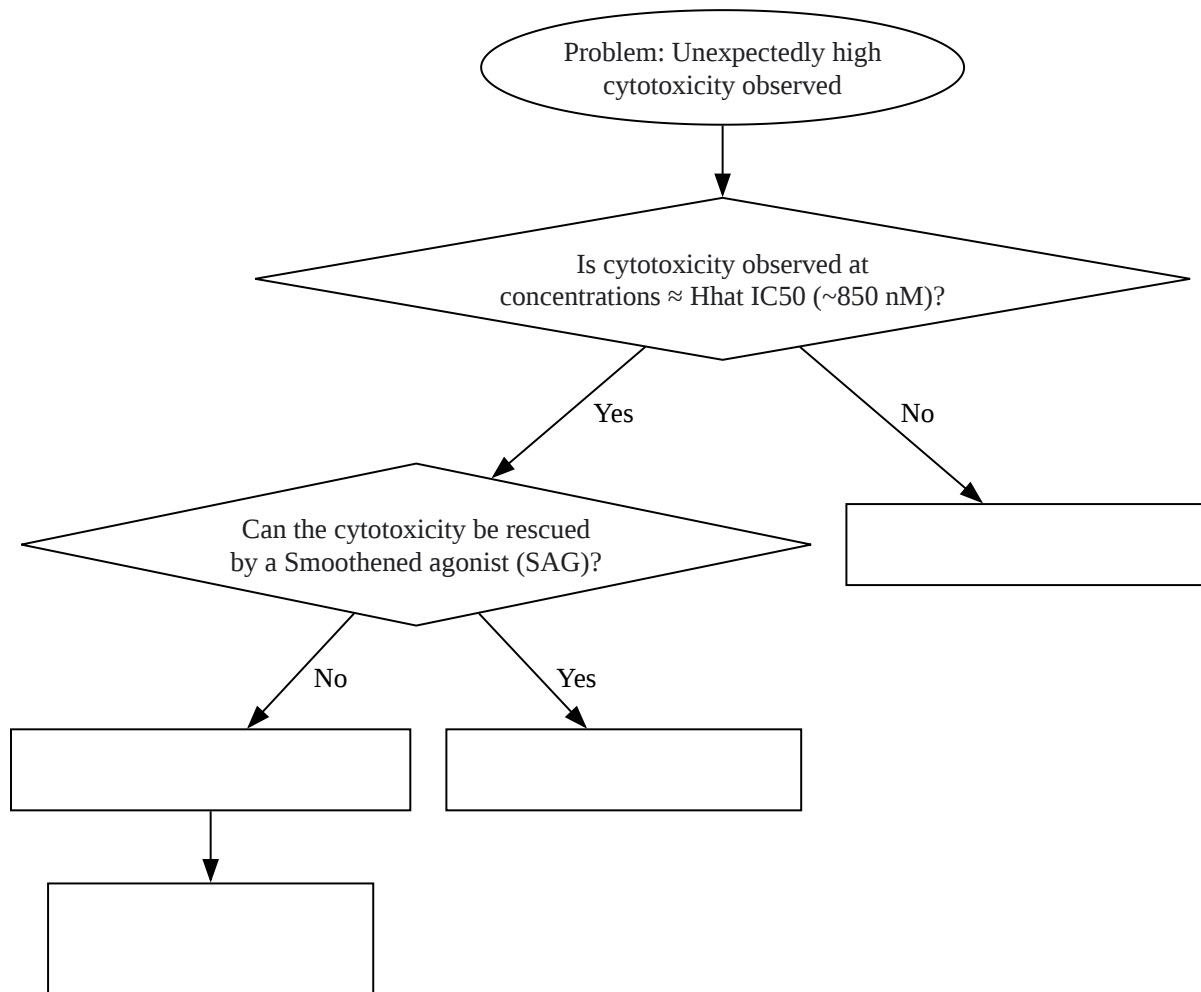 Problem: Unexpectedly high
cytotoxicity observed
Is cytotoxicity observed at
concentrations ≈ Hhat IC50 (~850 nM)?
Yes
No
Can the cytotoxicity be rescued
by a Smoothened agonist (SAG)?
No
Yes